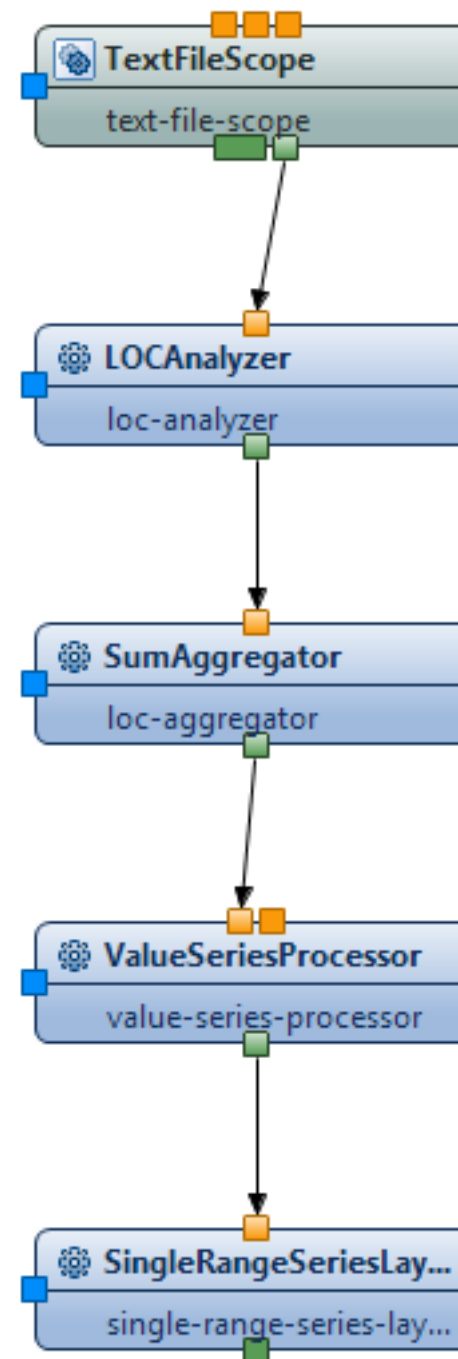 TextFileScope
text-file-scope
LOCAnalyzer
loc-analyzer
SumAggregator
loc-aggregator
ValueSeriesProcessor
value-series-processor
SingleRangeSeriesLay...
single-range-series-lay...